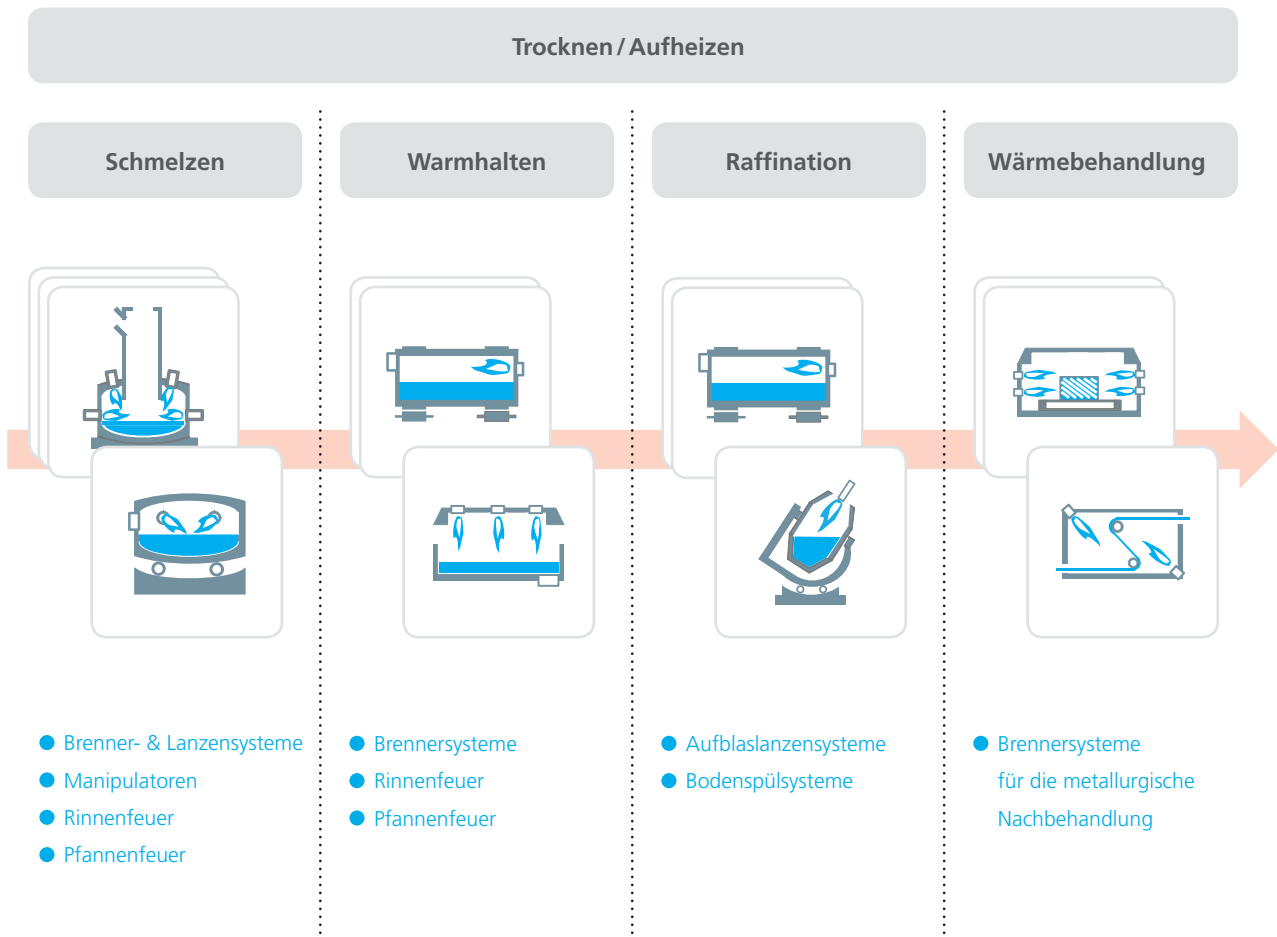 Trocknen / Aufheizen
Schmelzen
Warmhalten
Raffination
Wärmebehandlung
Brenner- & Lanzensysteme
Manipulatoren
Rinnenfeuer
Pfannenfeuer
Brennersysteme
Rinnenfeuer
Pfannenfeuer
Aufblaslanzensysteme
Bodenspülsysteme
Brennersysteme
für die metallurgische
Nachbehandlung